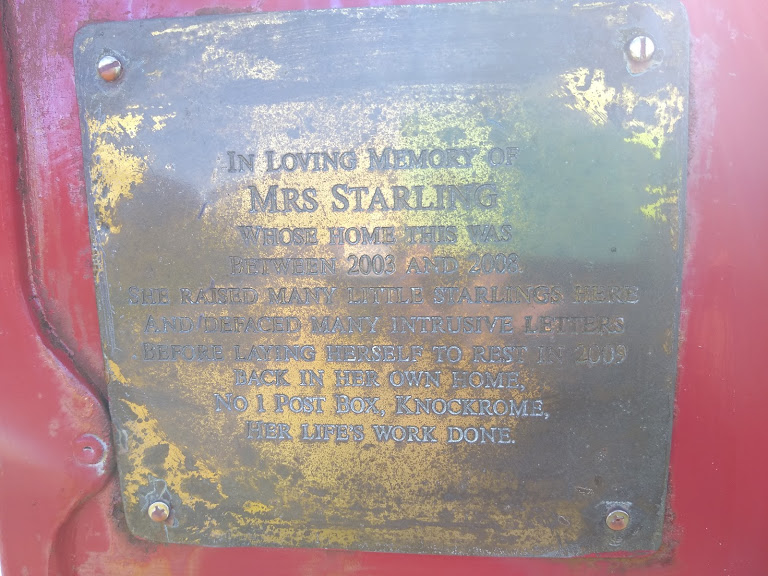 IN LOVING MEMORY OF
MRS STARLING
WHOSE HOME THIS WAS
BETWEEN 2003 AND 2008.
SHE RAISED MANY LITTLE STARLINGS HERE
AND DEFACED MANY INTRUSIVE LETTERS
BEFORE LAYING HERSELF TO REST IN 2009
BACK IN HER OWN HOME,
NO 1 POST BOX, KNOCKROME,
HER LIFE'S WORK DONE.